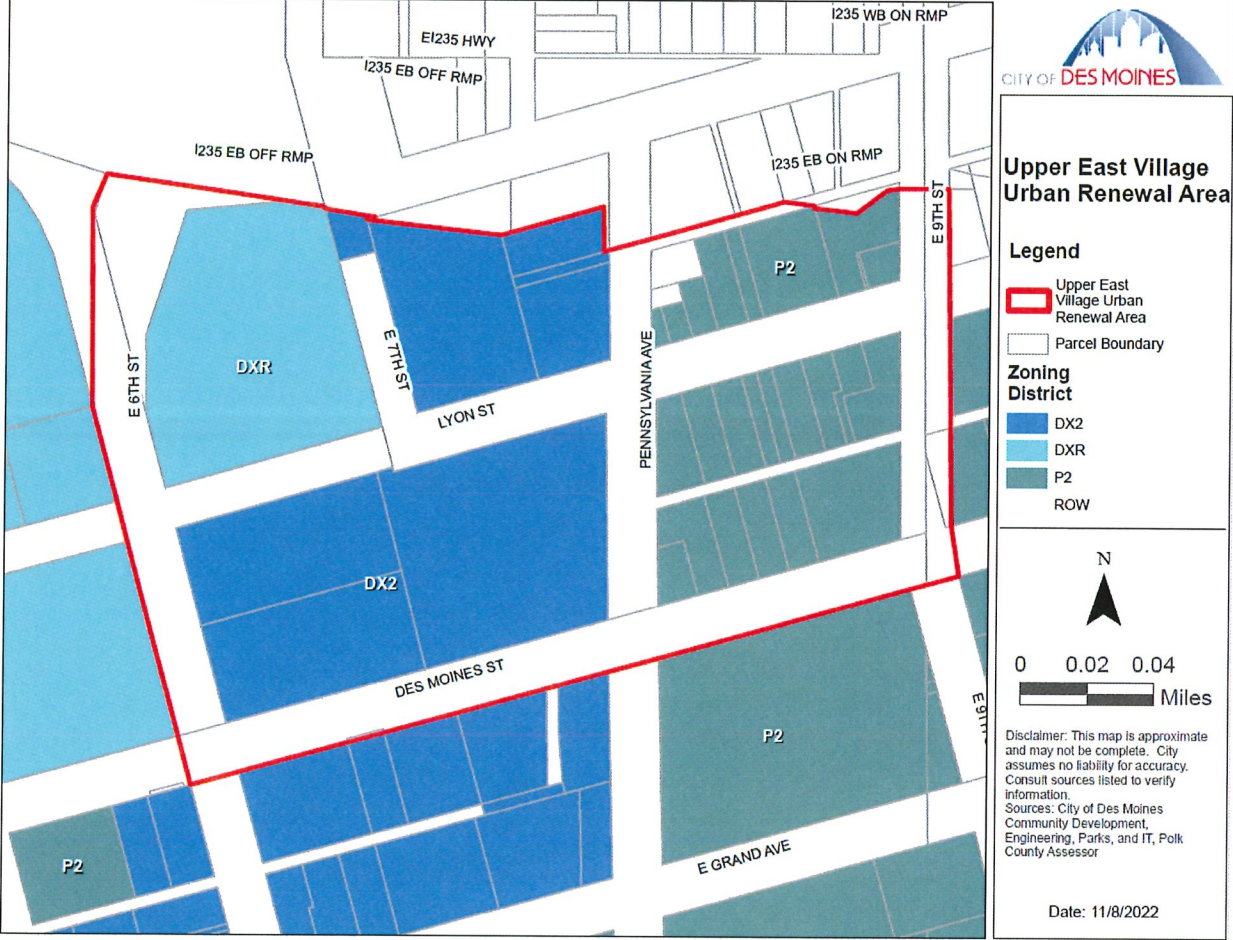 I235 WB ON RMP
EI235 HWY
I235 EB OFF RMP
I235 EB OFF RMP
I235 EB ON RMP
E 9TH ST
P2
E 6TH ST
DXR
E 7TH ST
PENNSYLVANIA AVE
LYON ST
DX2
DES MOINES ST
P2
E 9TH
E GRAND AVE
P2
CITY OF DES MOINES
Upper East Village
Urban Renewal Area
Legend
Upper East
Village Urban
Renewal Area
Parcel Boundary
Zoning
District
DX2
DXR
P2
ROW
N
0 0.02 0.04
Miles
Disclaimer: This map is approximate
and may not be complete. City
assumes no liability for accuracy.
Consult sources listed to verify
information.
Sources: City of Des Moines
Community Development,
Engineering, Parks, and IT, Polk
County Assessor
Date: 11/8/2022